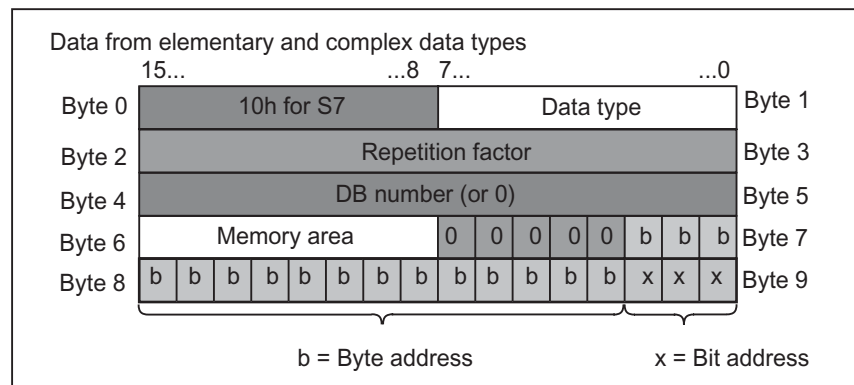 Data from elementary and complex data types
15... ...8 7... ...0
Byte 0 10h for S7 Data type Byte 1
Byte 2 Repetition factor Byte 3
Byte 4 DB number (or 0) Byte 5
Byte 6 Memory area 0 0 0 0 0 b b b Byte 7
Byte 8 b b b b b b b b b b b b b x x x Byte 9
b = Byte address x = Bit address